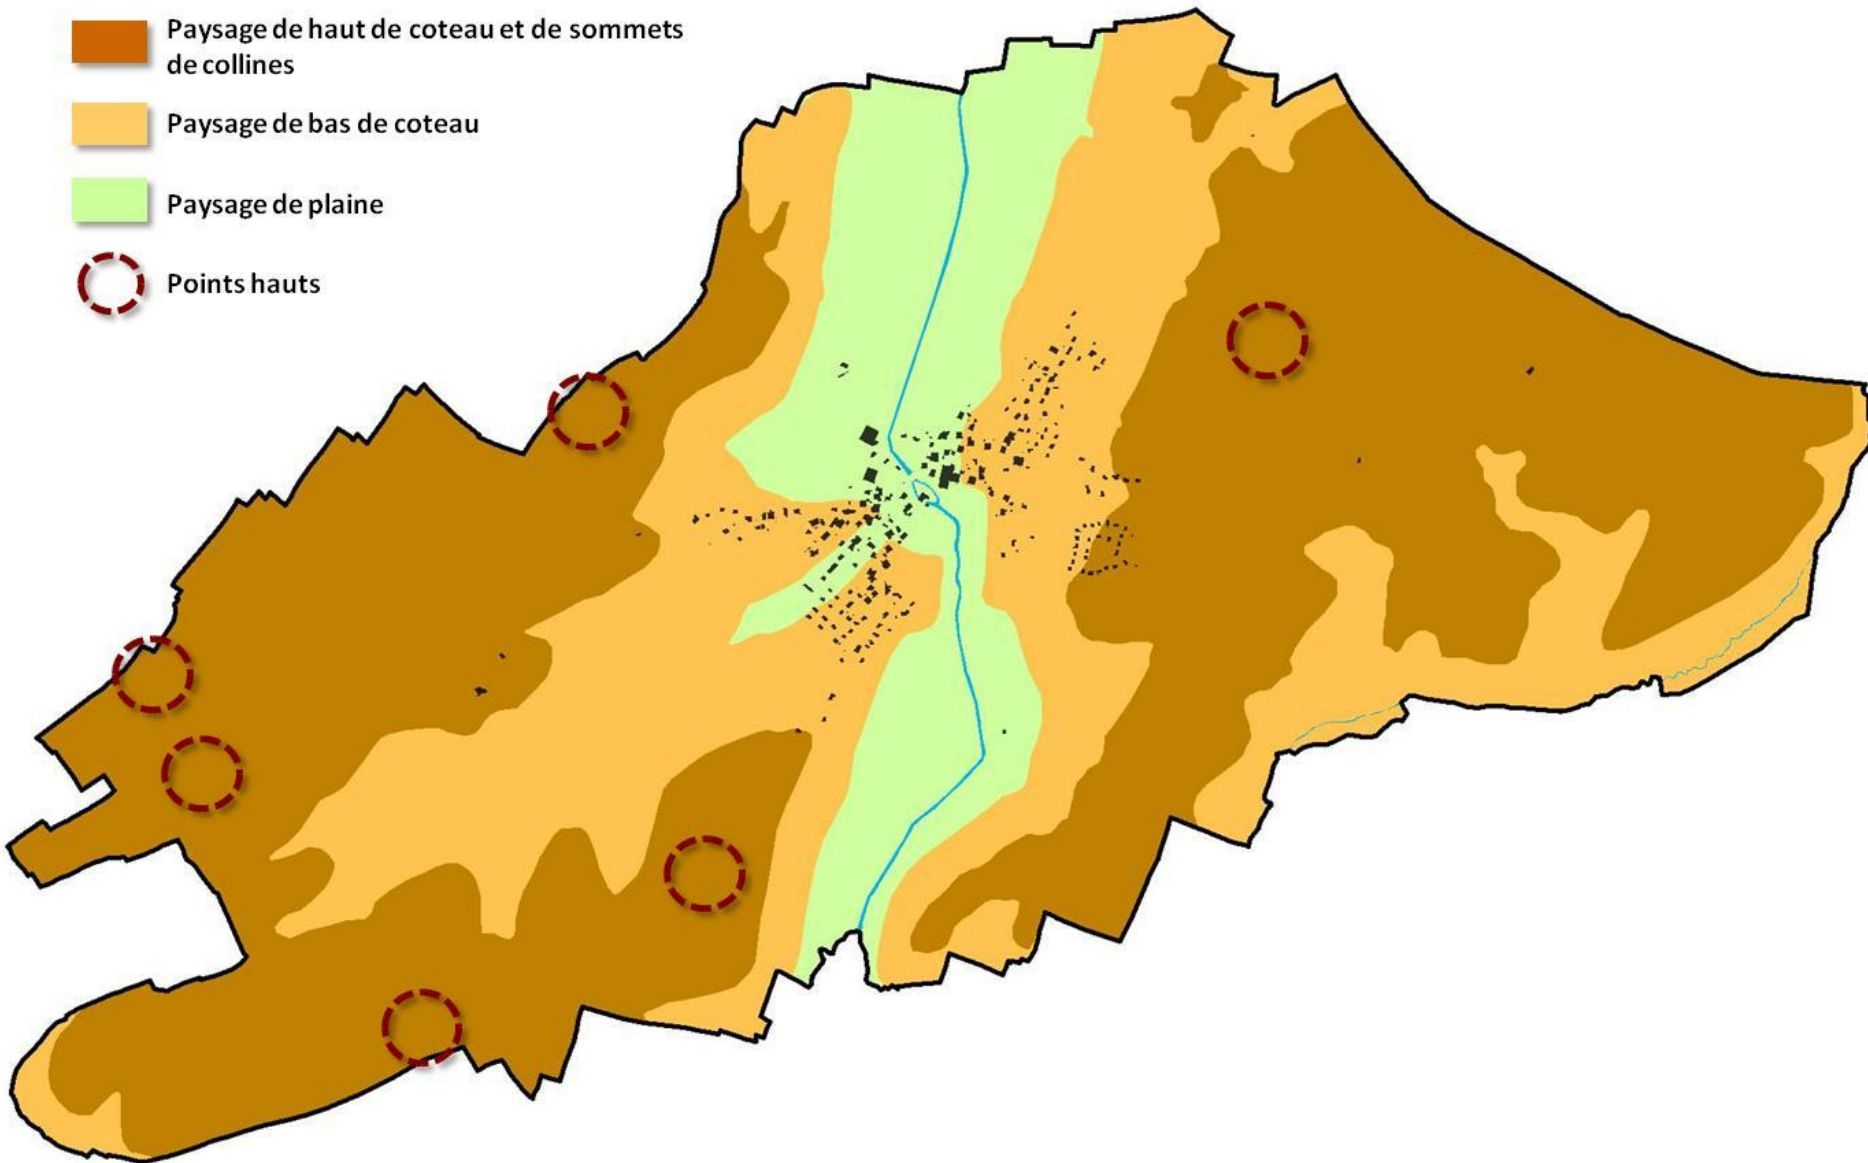 Paysage de haut de coteau et de sommets
de collines
Paysage de bas de coteau
Paysage de plaine
Points hauts